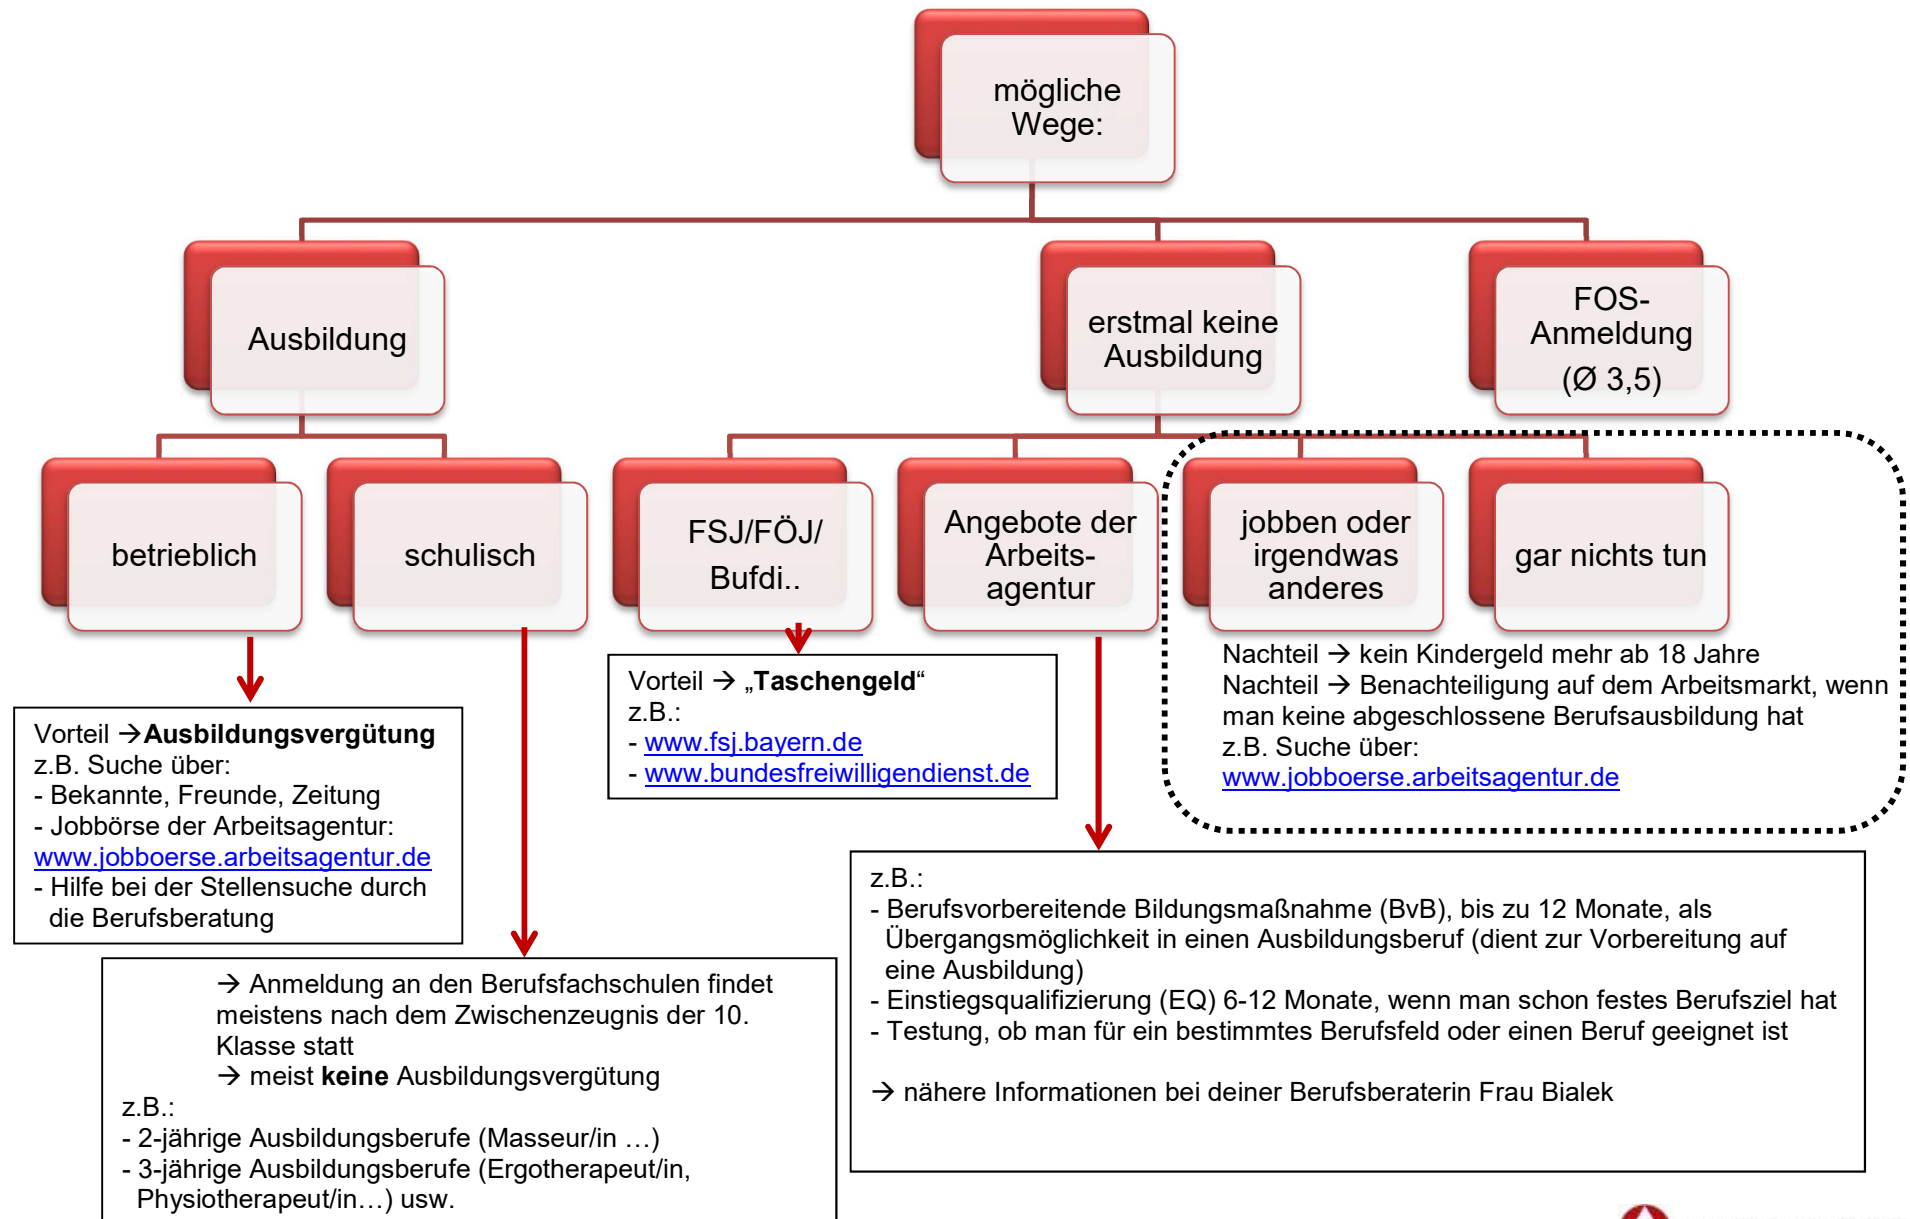 mögliche
Wege:
Ausbildung
erstmal keine
Ausbildung
FOS-
Anmeldung
(Ø 3,5)
betrieblich
schulisch
FSJ/FÖJ/
Bufdi..
Angebote der
Arbeits-
agentur
jobben oder
irgendwas
anderes
gar nichts tun
Vorteil →Ausbildungsvergütung
z.B. Suche über:
- Bekannte, Freunde, Zeitung
- Jobbörse der Arbeitsagentur:
www.jobboerse.arbeitsagentur.de
- Hilfe bei der Stellensuche durch
die Berufsberatung
→ Anmeldung an den Berufsfachschulen findet
meistens nach dem Zwischenzeugnis der 10.
Klasse statt
→ meist keine Ausbildungsvergütung
z.B.:
- 2-jährige Ausbildungsberufe (Masseur/in …)
- 3-jährige Ausbildungsberufe (Ergotherapeut/in,
Physiotherapeut/in…) usw.
Vorteil → „Taschengeld“
z.B.:
- www.fsj.bayern.de
- www.bundesfreiwilligendienst.de
z.B.:
- Berufsvorbereitende Bildungsmaßnahme (BvB), bis zu 12 Monate, als
Übergangsmöglichkeit in einen Ausbildungsberuf (dient zur Vorbereitung auf
eine Ausbildung)
- Einstiegsqualifizierung (EQ) 6-12 Monate, wenn man schon festes Berufsziel hat
- Testung, ob man für ein bestimmtes Berufsfeld oder einen Beruf geeignet ist
→ nähere Informationen bei deiner Berufsberaterin Frau Bialek
Nachteil → kein Kindergeld mehr ab 18 Jahre
Nachteil → Benachteiligung auf dem Arbeitsmarkt, wenn
man keine abgeschlossene Berufsausbildung hat
z.B. Suche über:
www.jobboerse.arbeitsagentur.de